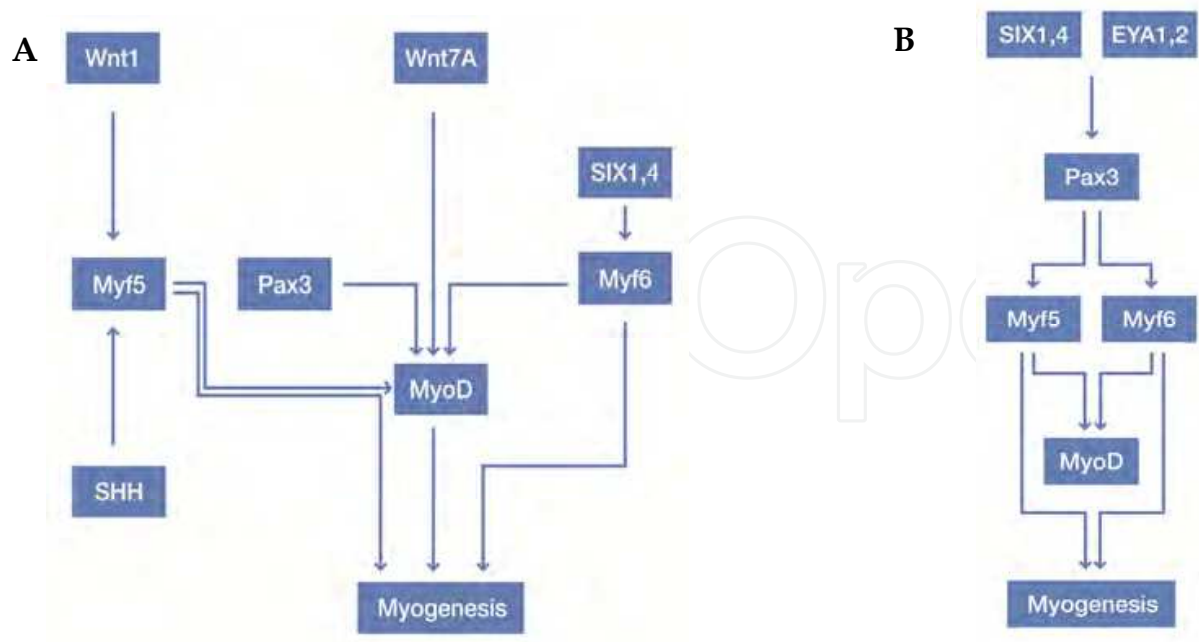 A
Wnt1
Wnt7A
SIX1,4
Myf5
Pax3
Myf6
MyoD
SHH
Myogenesis
B
SIX1,4 EYA1,2
Pax3
Myf5 Myf6
MyoD
Myogenesis
Op